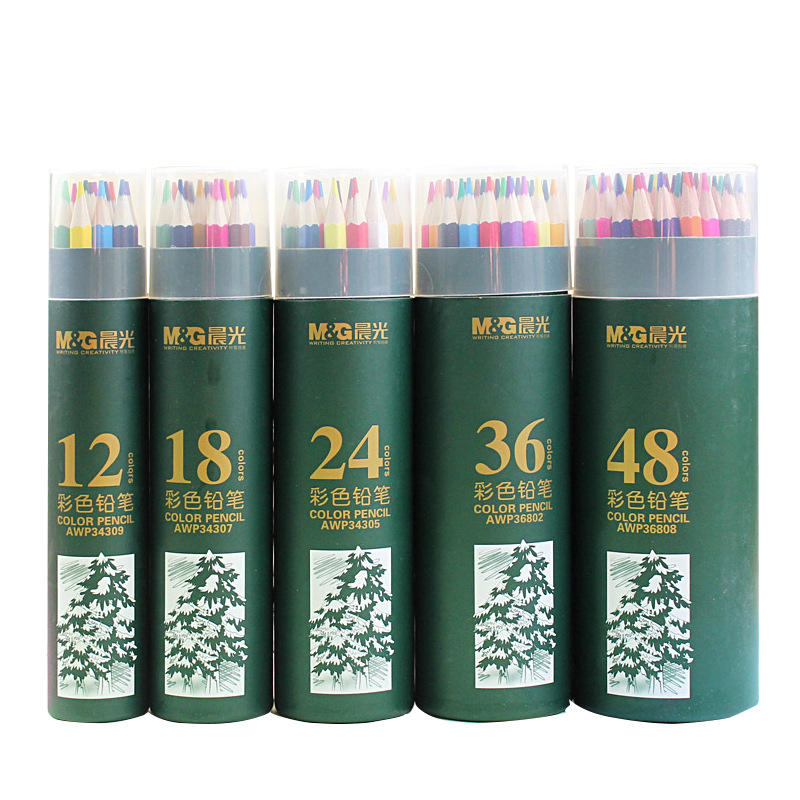 M&G晨光
WRITING CREATIVITY
12 colors
彩色铅笔
COLOR PENCIL
AWP34309
M&G晨光
WRITING CREATIVITY
18 colors
彩色铅笔
COLOR PENCIL
AWP34307
M&G晨光
WRITING CREATIVITY
24 colors
彩色铅笔
COLOR PENCIL
AWP34305
M&G晨光
WRITING CREATIVITY
36 colors
彩色铅笔
COLOR PENCIL
AWP36802
M&G晨光
WRITING CREATIVITY
48 colors
彩色铅笔
COLOR PENCIL
AWP36808